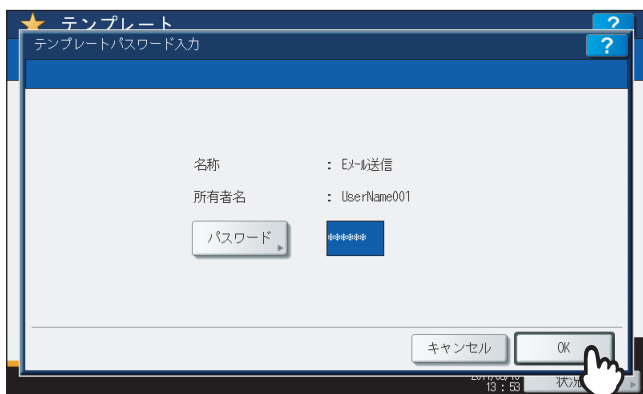 テンプレート ?
テンプレートパスワード入力 ?
名称 : Eメール送信
所有者名 : UserName001
パスワード ******
キャンセル OK
13 : 53